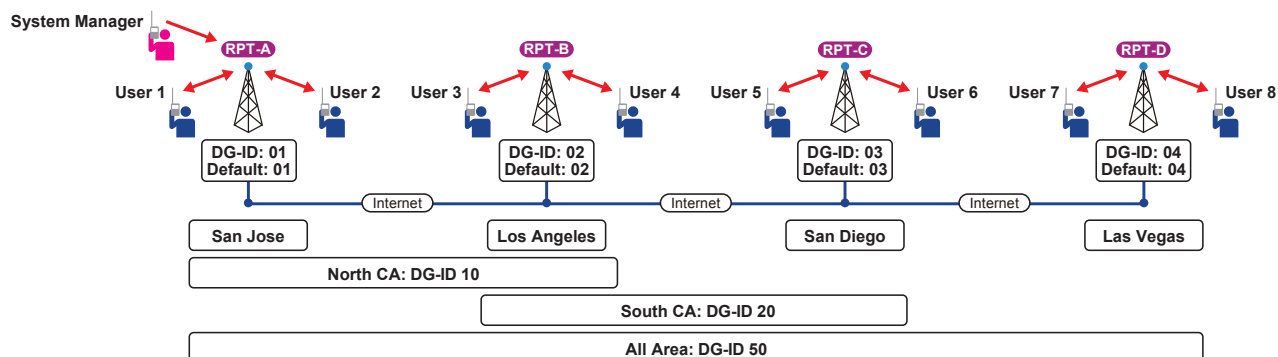 System Manager
RPT-A
RPT-B
RPT-C
RPT-D
User 1
User 2
User 3
User 4
User 5
User 6
User 7
User 8
DG-ID: 01
Default: 01
DG-ID: 02
Default: 02
DG-ID: 03
Default: 03
DG-ID: 04
Default: 04
Internet
Internet
Internet
San Jose
Los Angeles
San Diego
Las Vegas
North CA: DG-ID 10
South CA: DG-ID 20
All Area: DG-ID 50